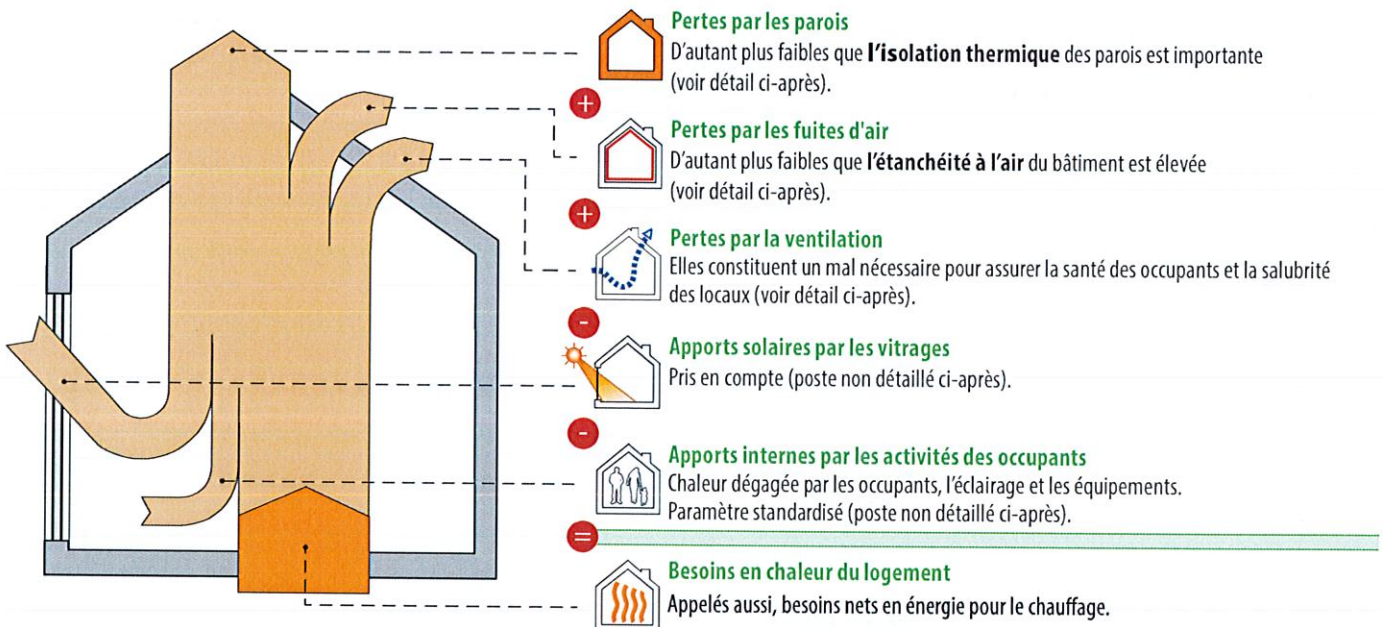 Pertes par les parois
D'autant plus faibles que l'isolation thermique des parois est importante
(voir détail ci-après).
+
Pertes par les fuites d'air
D'autant plus faibles que l'étanchéité à l'air du bâtiment est élevée
(voir détail ci-après).
+
Pertes par la ventilation
Elles constituent un mal nécessaire pour assurer la santé des occupants et la salubrité
des locaux (voir détail ci-après).
-
Apports solaires par les vitrages
Pris en compte (poste non détaillé ci-après).
-
Apports internes par les activités des occupants
Chaleur dégagée par les occupants, l'éclairage et les équipements.
Paramètre standardisé (poste non détaillé ci-après).
=
Besoins en chaleur du logement
Appelés aussi, besoins nets en énergie pour le chauffage.